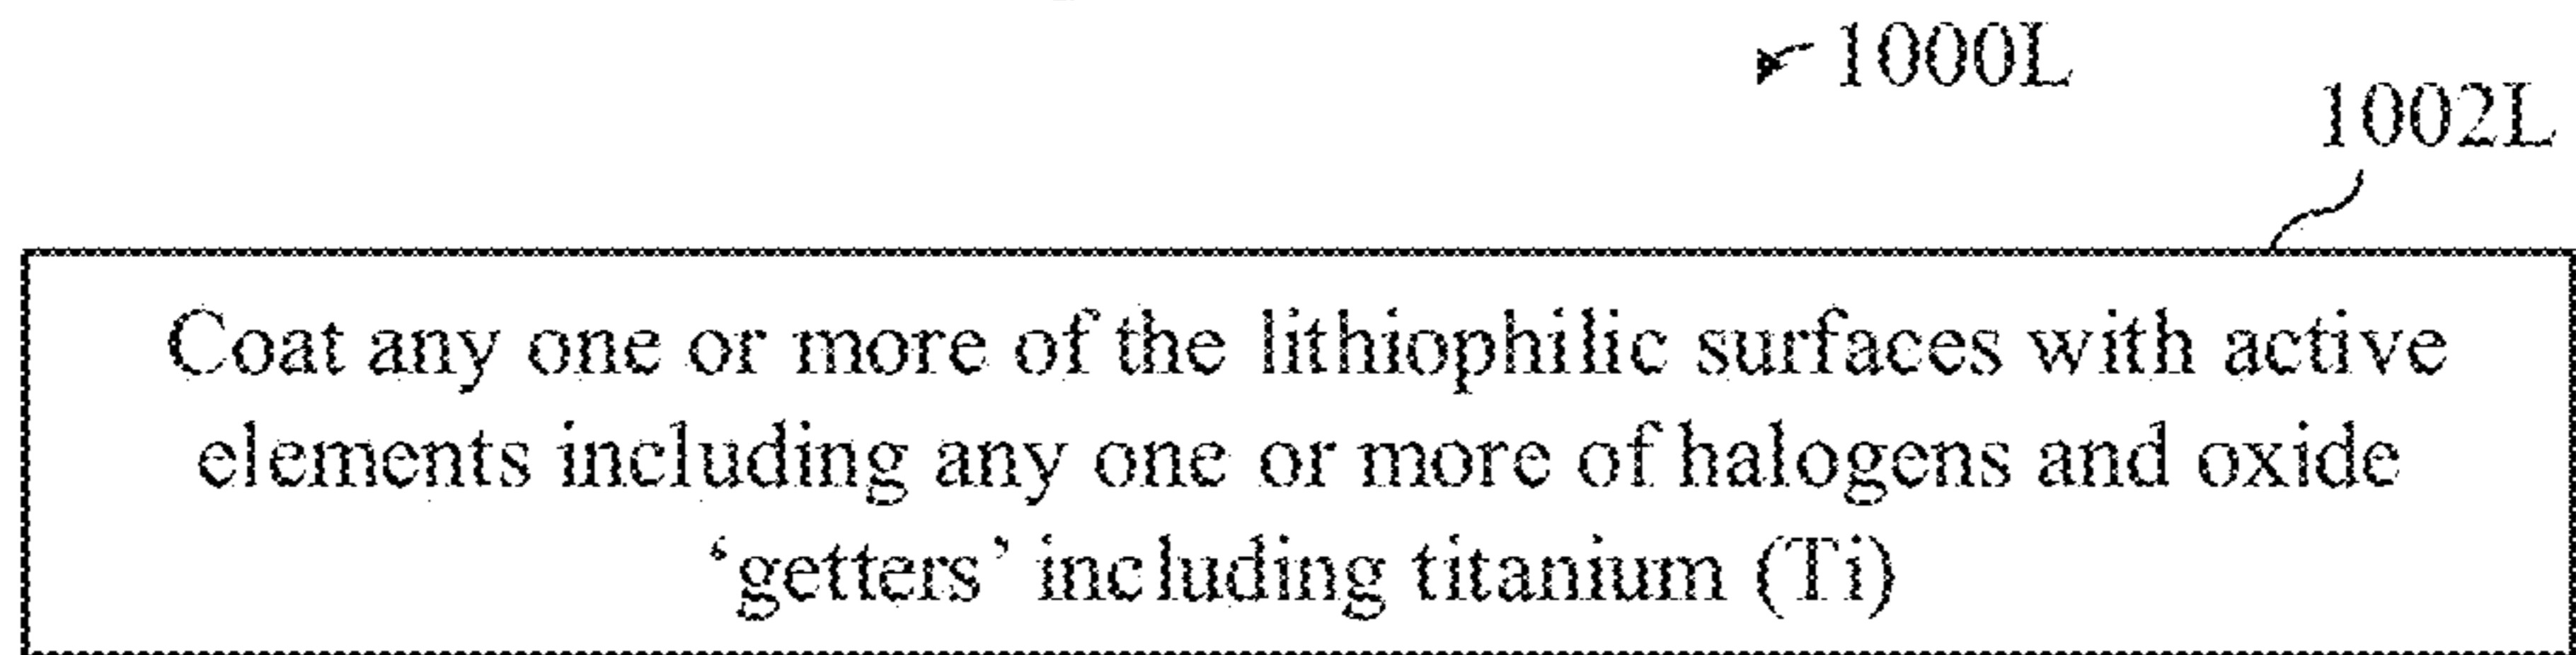 1000L
1002L
Coat any one or more of the lithiophilic surfaces with active
elements including any one or more of halogens and oxide
‘getters’ including titanium (Ti)